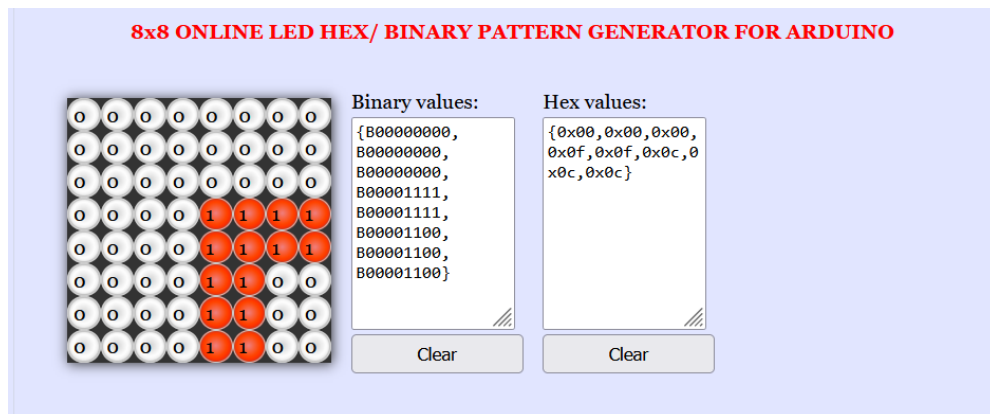 8x8 ONLINE LED HEX/ BINARY PATTERN GENERATOR FOR ARDUINO
0 0 0 0 0 0 0 0
0 0 0 0 0 0 0 0
0 0 0 0 0 0 0 0
0 0 0 0 1 1 1 1
0 0 0 0 1 1 1 1
0 0 0 0 1 1 0 0
0 0 0 0 1 1 0 0
0 0 0 0 1 1 0 0
Binary values:
{B00000000,
B00000000,
B00000000,
B00001111,
B00001111,
B00001100,
B00001100,
B00001100}
Clear
Hex values:
{0x00,0x00,0x00,
0x0f,0x0f,0x0c,0
x0c,0x0c}
Clear